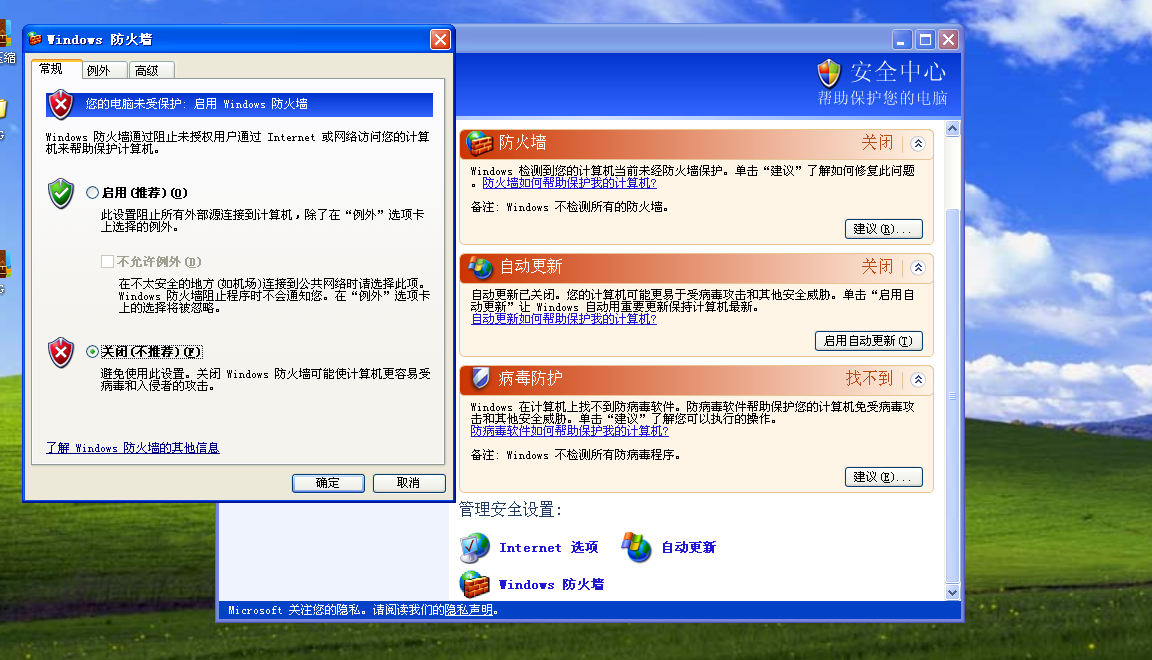 Windows 防火墙
常规
例外
高级
您的电脑未受保护: 启用 Windows 防火墙
Windows 防火墙通过阻止未授权用户通过 Internet 或网络访问您的计算
机来帮助保护计算机。
启用(推荐)(O)
此设置阻止所有外部源连接到计算机，除了在“例外”选项卡
上选择的例外。
不允许例外(D)
在不太安全的地方(如机场)连接到公共网络时请选择此项。
Windows 防火墙阻止程序时不会通知您。在“例外”选项卡
上的选择将被忽略。
关闭(不推荐)(F)
避免使用此设置。关闭 Windows 防火墙可能使计算机更容易受
病毒和入侵者的攻击。
了解 Windows 防火墙的其他信息
确定
取消
安全中心
帮助保护您的电脑
防火墙
关闭
Windows 检测到您的计算机当前未经防火墙保护。单击“建议”了解如何修复此问题
。防火墙如何帮助保护我的计算机?
备注: Windows 不检测所有的防火墙。
建议(R)...
自动更新
关闭
自动更新已关闭。您的计算机可能更易于受病毒攻击和其他安全威胁。单击“启用自
动更新”让 Windows 自动用重要更新保持计算机最新。
自动更新如何帮助保护我的计算机?
启用自动更新(T)
病毒防护
找不到
Windows 在计算机上找不到防病毒软件。防病毒软件帮助保护您的计算机免受病毒攻
击和其他安全威胁。单击“建议”了解您可以执行的操作。
防病毒软件如何帮助保护我的计算机?
备注: Windows 不检测所有防病毒程序。
建议(E)...
管理安全设置:
Internet 选项
自动更新
Windows 防火墙
Microsoft 关注您的隐私。请阅读我们的隐私声明。